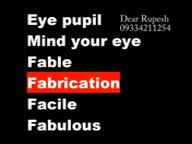 Eye pupil
Dear Rupesh
09334211254
Mind your eye
Fable
Fabrication
Facile
Fabulous